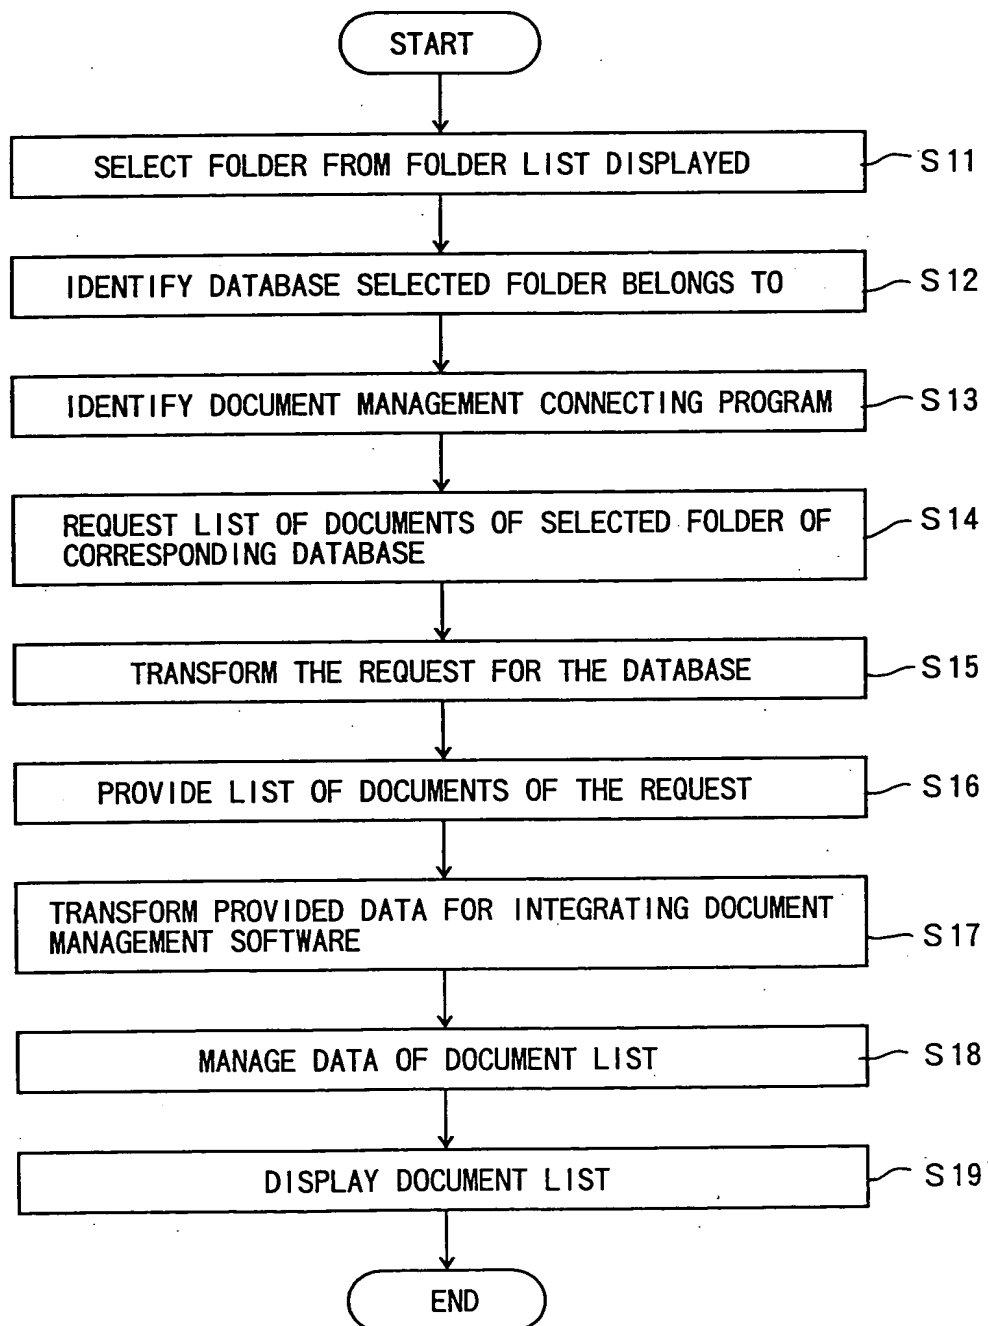 START
SELECT FOLDER FROM FOLDER LIST DISPLAYED
S11
IDENTIFY DATABASE SELECTED FOLDER BELONGS TO
S12
IDENTIFY DOCUMENT MANAGEMENT CONNECTING PROGRAM
S13
REQUEST LIST OF DOCUMENTS OF SELECTED FOLDER OF
CORRESPONDING DATABASE
S14
TRANSFORM THE REQUEST FOR THE DATABASE
S15
PROVIDE LIST OF DOCUMENTS OF THE REQUEST
S16
TRANSFORM PROVIDED DATA FOR INTEGRATING DOCUMENT
MANAGEMENT SOFTWARE
S17
MANAGE DATA OF DOCUMENT LIST
S18
DISPLAY DOCUMENT LIST
S19
END